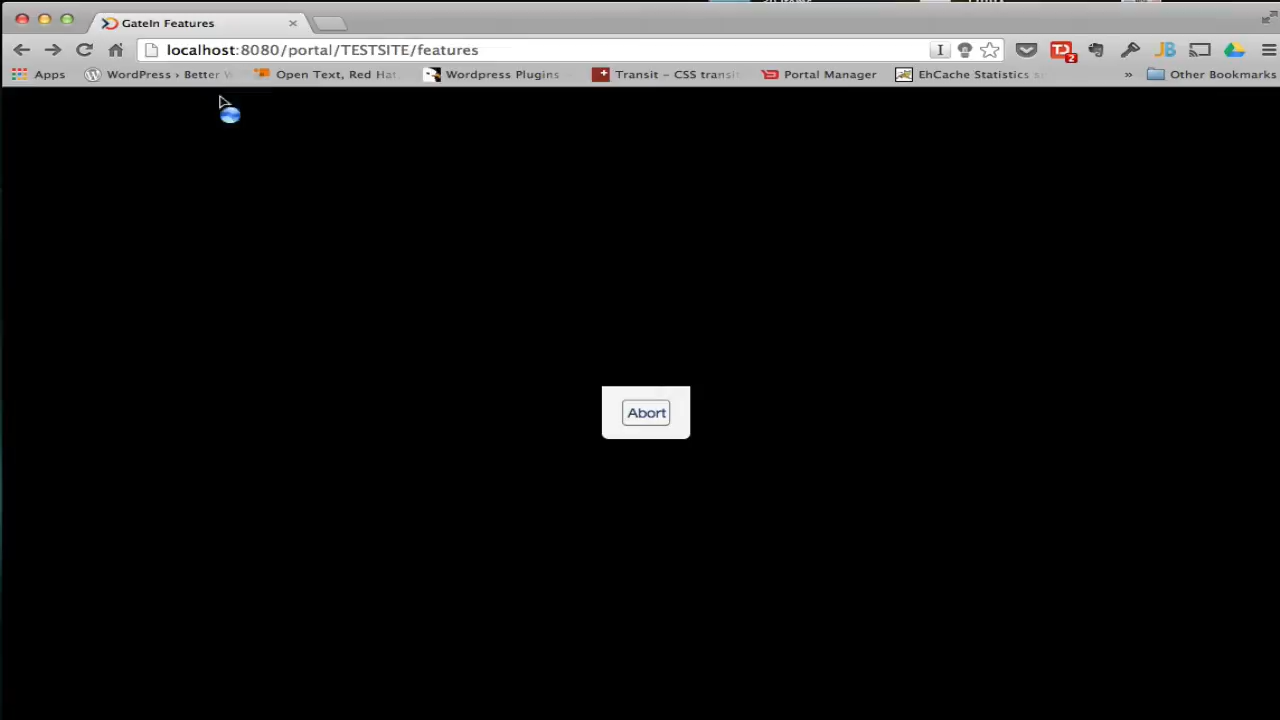 GateIn Features
localhost:8080/portal/TESTSITE/features
2
Apps WordPress › Better Open Text, Red Hat Wordpress Plugins Transit – CSS transit Portal Manager EhCache Statistics » Other Bookmarks
Abort